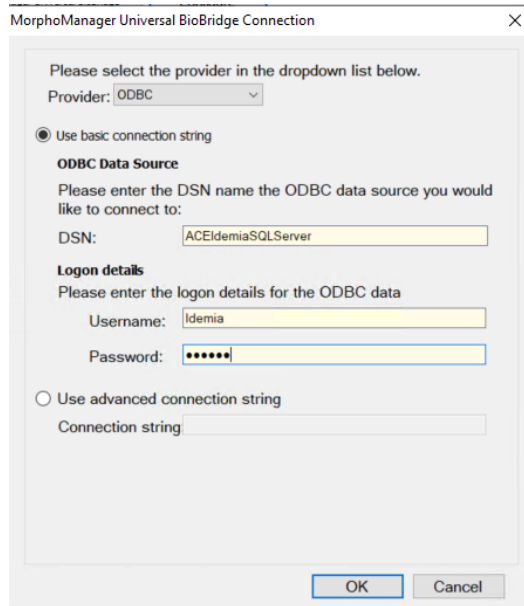 MorphoManager Universal BioBridge Connection
Please select the provider in the dropdown list below.
Provider: ODBC
Use basic connection string
ODBC Data Source
Please enter the DSN name the ODBC data source you would
like to connect to:
DSN: ACEIdemiaSQLServer
Logon details
Please enter the logon details for the ODBC data
Username: Idemia
Password: ••••••
Use advanced connection string
Connection string:
OK Cancel